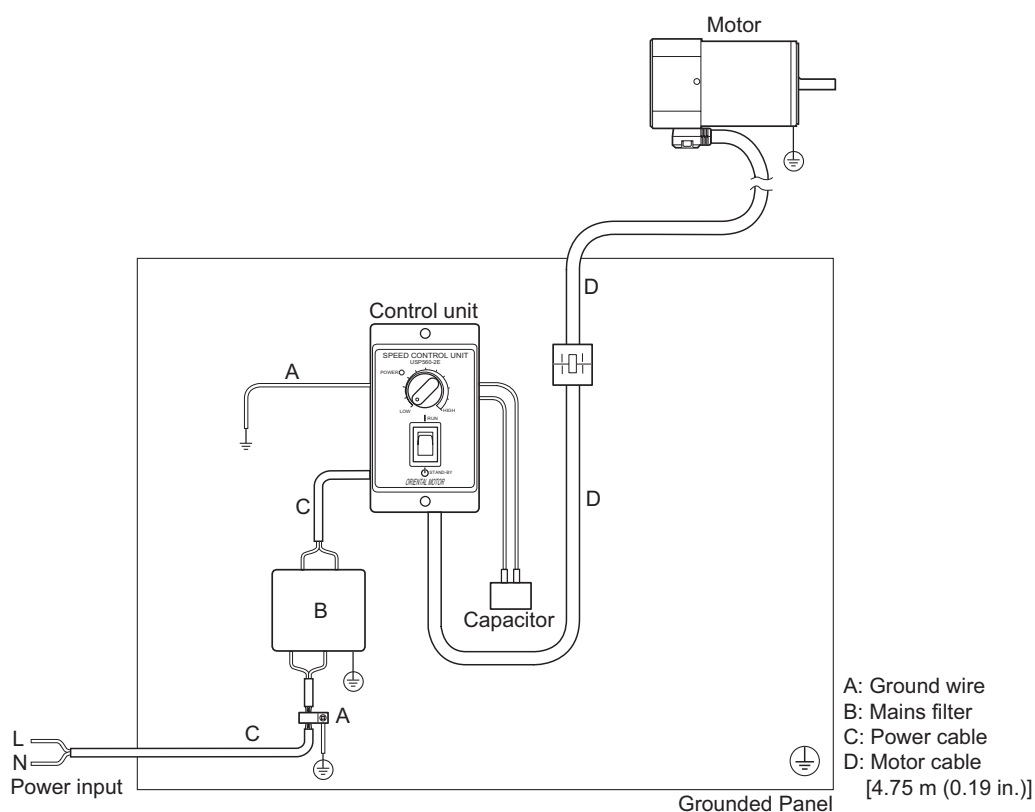 Motor
D
Control unit
SPEED CONTROL UNIT
USP560-2E
POWER
LOW
HIGH
RUN
STAND-BY
ORIENTAL MOTOR
A
C
D
B
Capacitor
A
C
L
N
Power input
Grounded Panel
A: Ground wire
B: Mains filter
C: Power cable
D: Motor cable
[4.75 m (0.19 in.)]